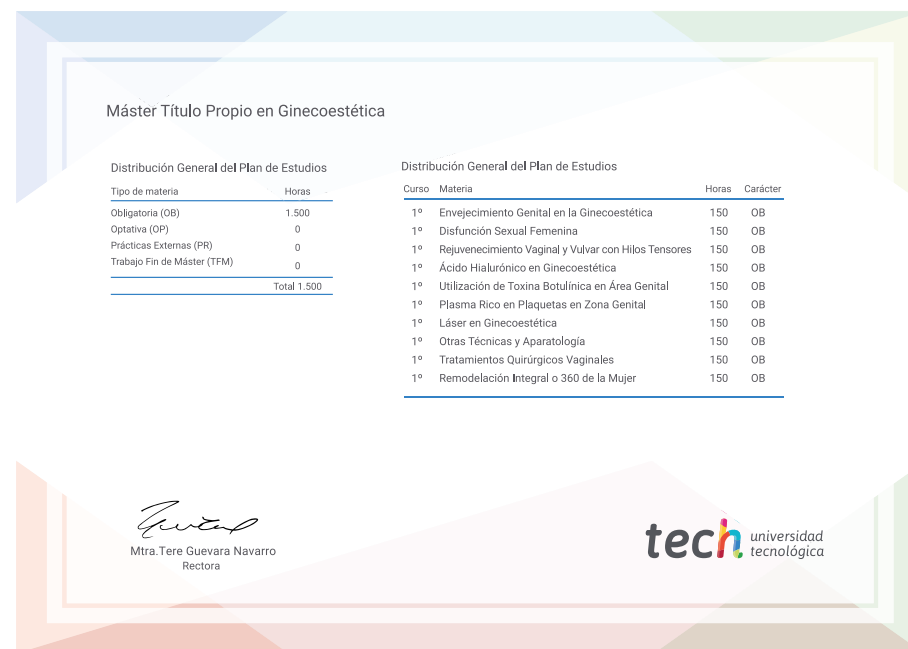 Máster Título Propio en Ginecoestética
Distribución General del Plan de Estudios
Tipo de materia Horas
Obligatoria (OB) 1.500
Optativa (OP) 0
Prácticas Externas (PR) 0
Trabajo Fin de Máster (TFM) 0
Total 1.500
Distribución General del Plan de Estudios
Curso Materia Horas Carácter
1º Envejecimiento Genital en la Ginecoestética 150 OB
1º Disfunción Sexual Femenina 150 OB
1º Rejuvenecimiento Vaginal y Vulvar con Hilos Tensores 150 OB
1º Ácido Hialurónico en Ginecoestética 150 OB
1º Utilización de Toxina Botulínica en Área Genital 150 OB
1º Plasma Rico en Plaquetas en Zona Genital 150 OB
1º Láser en Ginecoestética 150 OB
1º Otras Técnicas y Aparatología 150 OB
1º Tratamientos Quirúrgicos Vaginales 150 OB
1º Remodelación Integral o 360 de la Mujer 150 OB
Mtra.Tere Guevara Navarro
Rectora
tech universidad
tecnológica